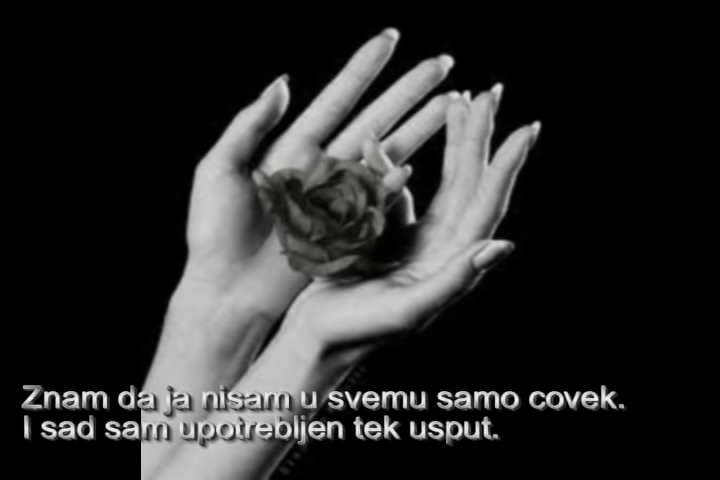 Znam da ja nisam u svemu samo covek.
I sad sam upotrebljen tek usput.